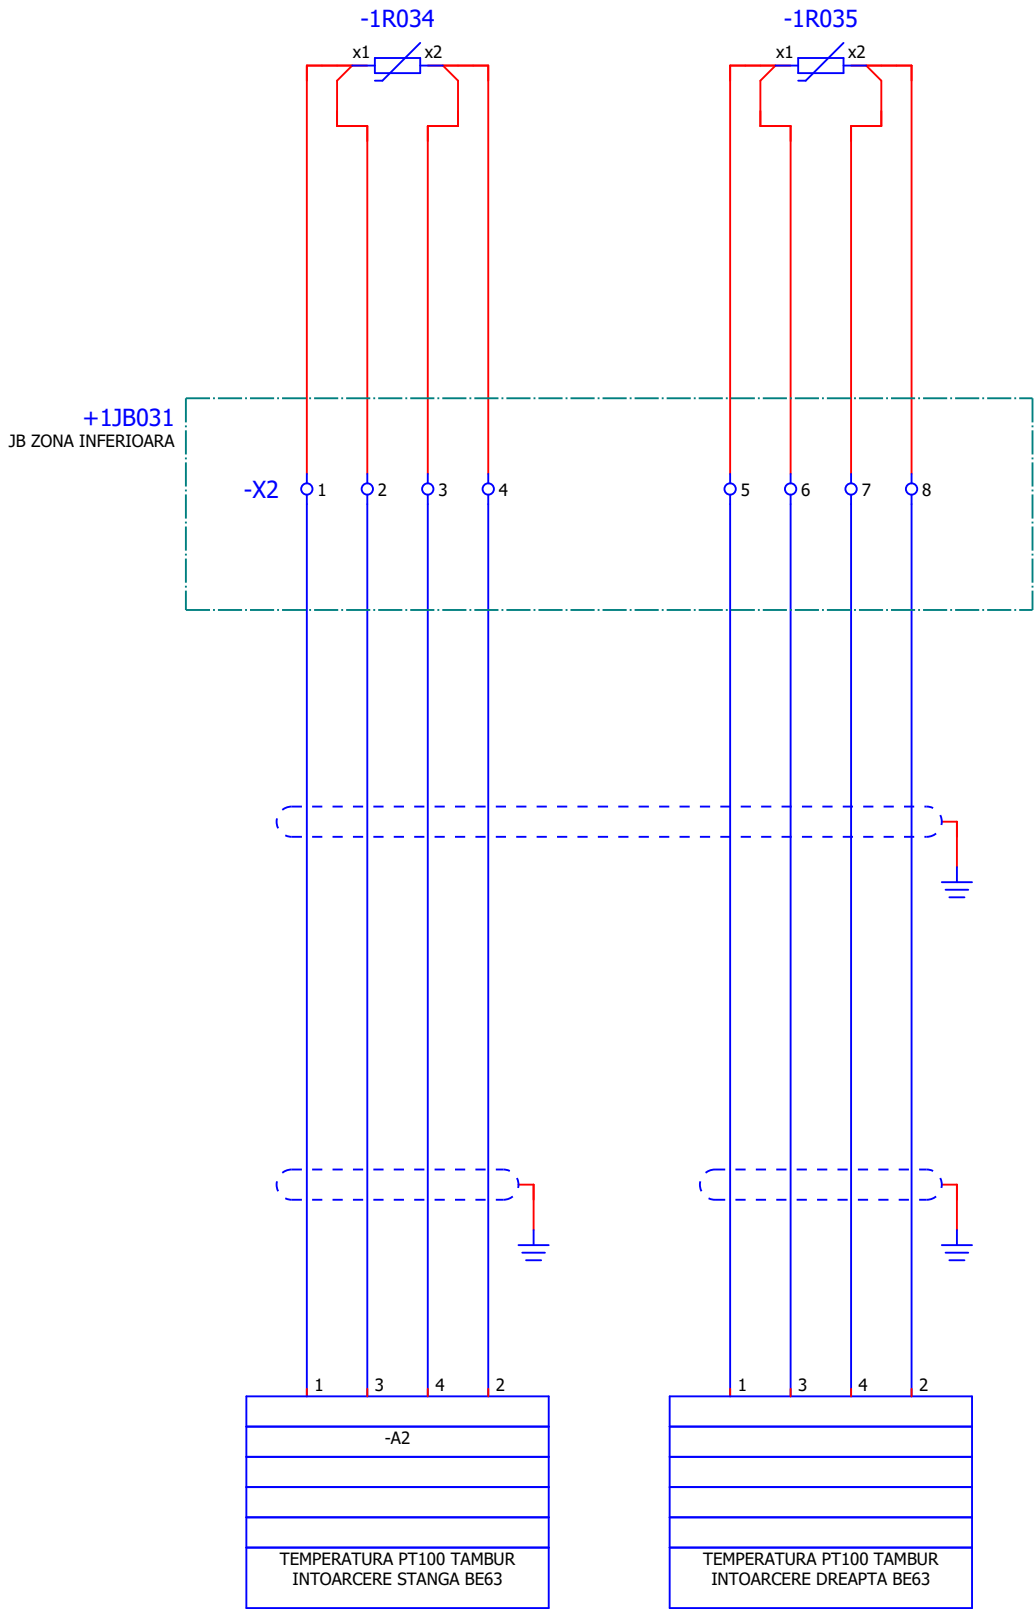 -1R034 -1R035
x1 x2 x1 x2
+1JB031
JB ZONA INFERIOARA
-X2 1 2 3 4 5 6 7 8
1 3 4 2 1 3 4 2
-A2
TEMPERATURA PT100 TAMBUR
INTOARCERE STANGA BE63
TEMPERATURA PT100 TAMBUR
INTOARCERE DREAPTA BE63